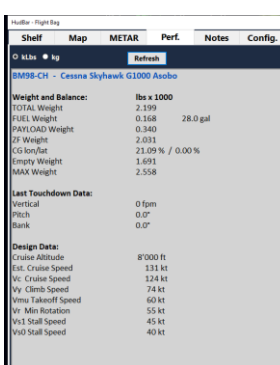 HudBar - Flight Bag
Shelf Map METAR Perf. Notes Config.
kLbs kg Refresh
BM98-CH - Cessna Skyhawk G1000 Asobo
Weight and Balance: lbs x 1000
TOTAL Weight 2.199
FUEL Weight 0.168 28.0 gal
PAYLOAD Weight 0.340
ZF Weight 2.031
CG lon/lat 21.09 % / 0.00 %
Empty Weight 1.691
MAX Weight 2.558
Last Touchdown Data:
Vertical 0 fpm
Pitch 0.0°
Bank 0.0°
Design Data:
Cruise Altitude 8'000 ft
Est. Cruise Speed 131 kt
Vc Cruise Speed 124 kt
Vy Climb Speed 74 kt
Vmu Takeoff Speed 60 kt
Vr Min Rotation 55 kt
Vs1 Stall Speed 45 kt
Vs0 Stall Speed 40 kt